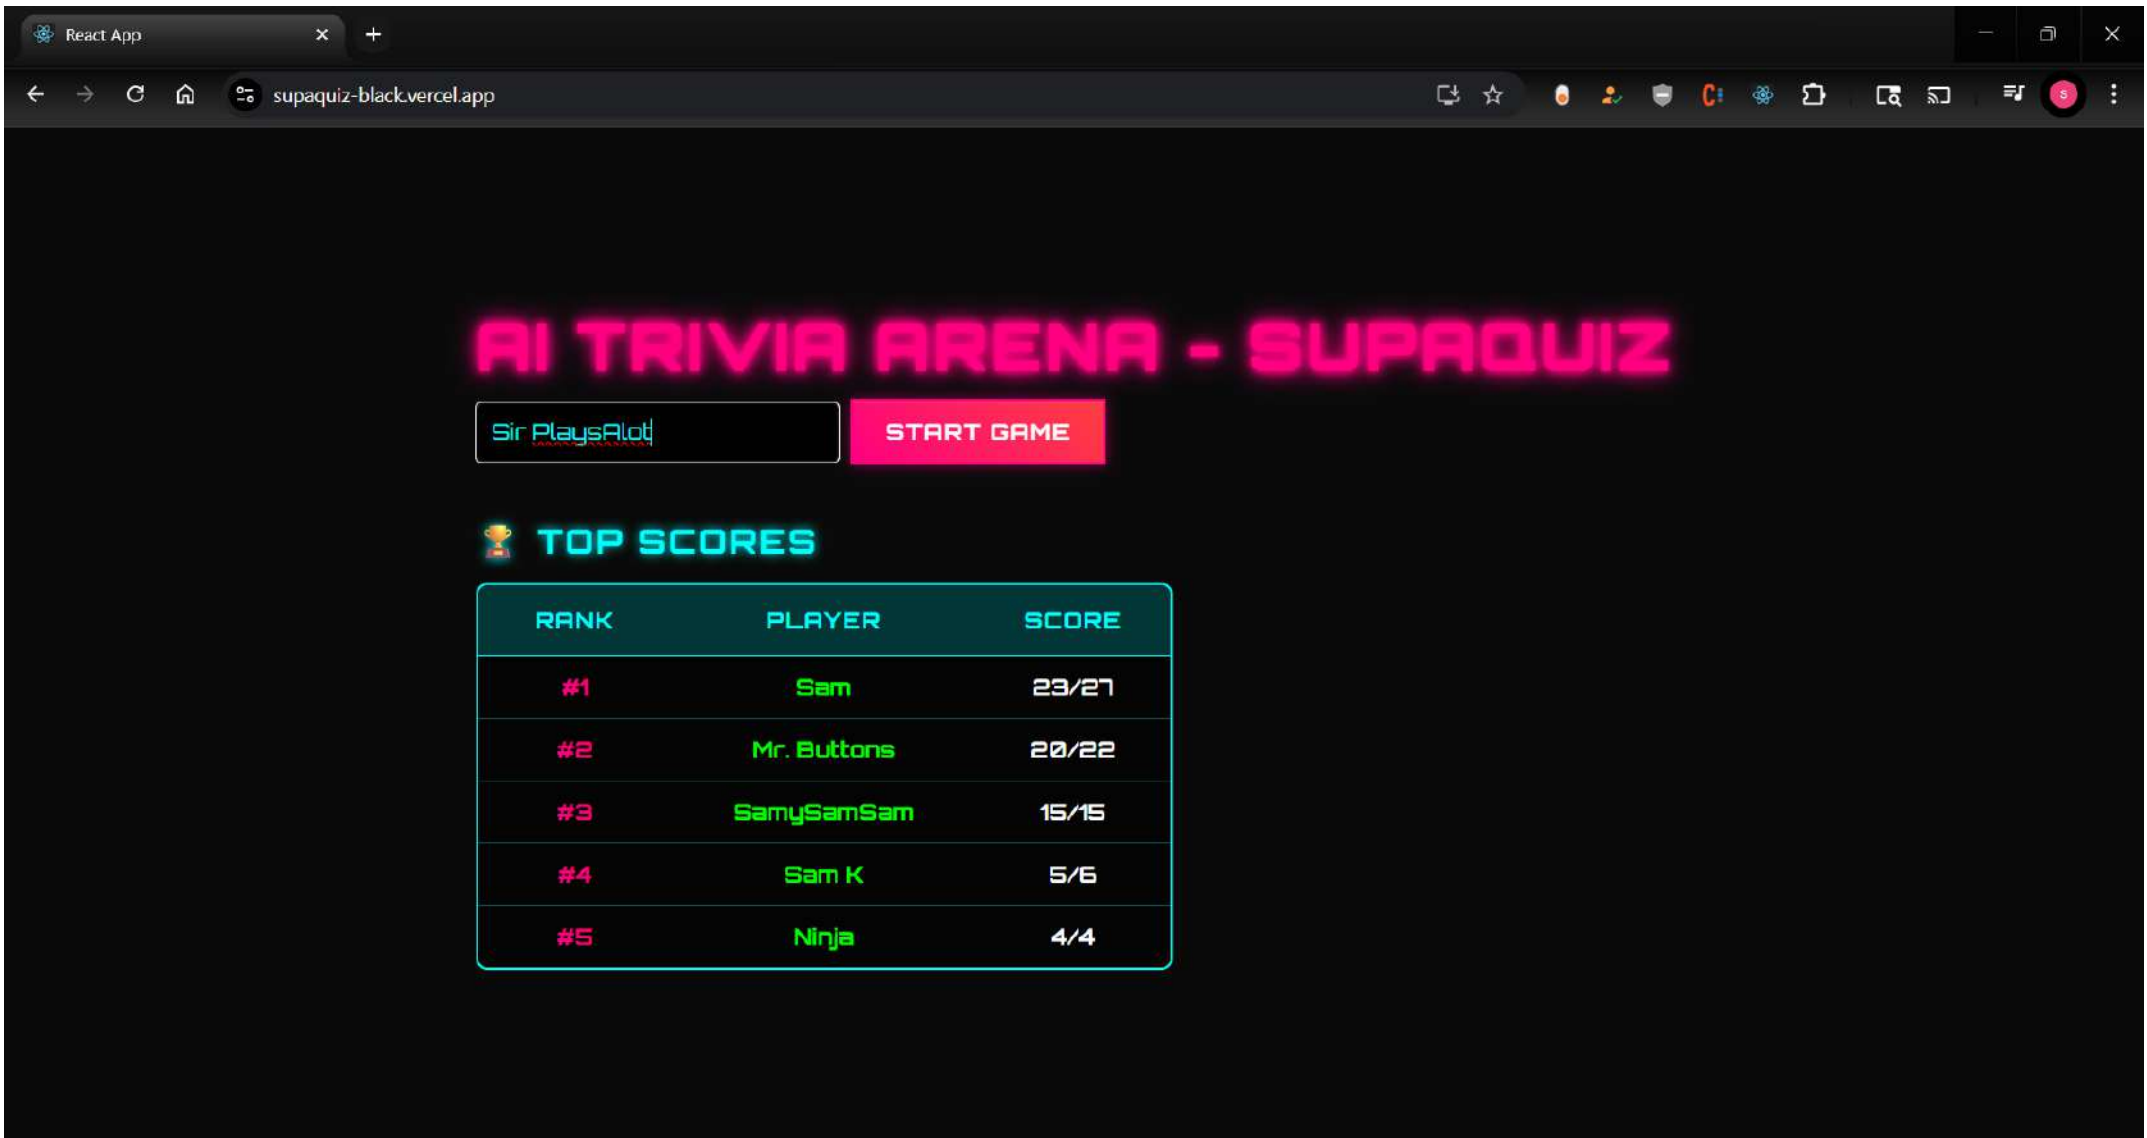 React App
supaquiz-black.vercel.app
S
AI TRIVIA ARENA - SUPAQUIZ
Sir PlaysAlot
START GAME
TOP SCORES
RANK PLAYER SCORE
#1 Sam 23/27
#2 Mr. Buttons 20/22
#3 SamySamSam 15/15
#4 Sam K 5/6
#5 Ninja 4/4